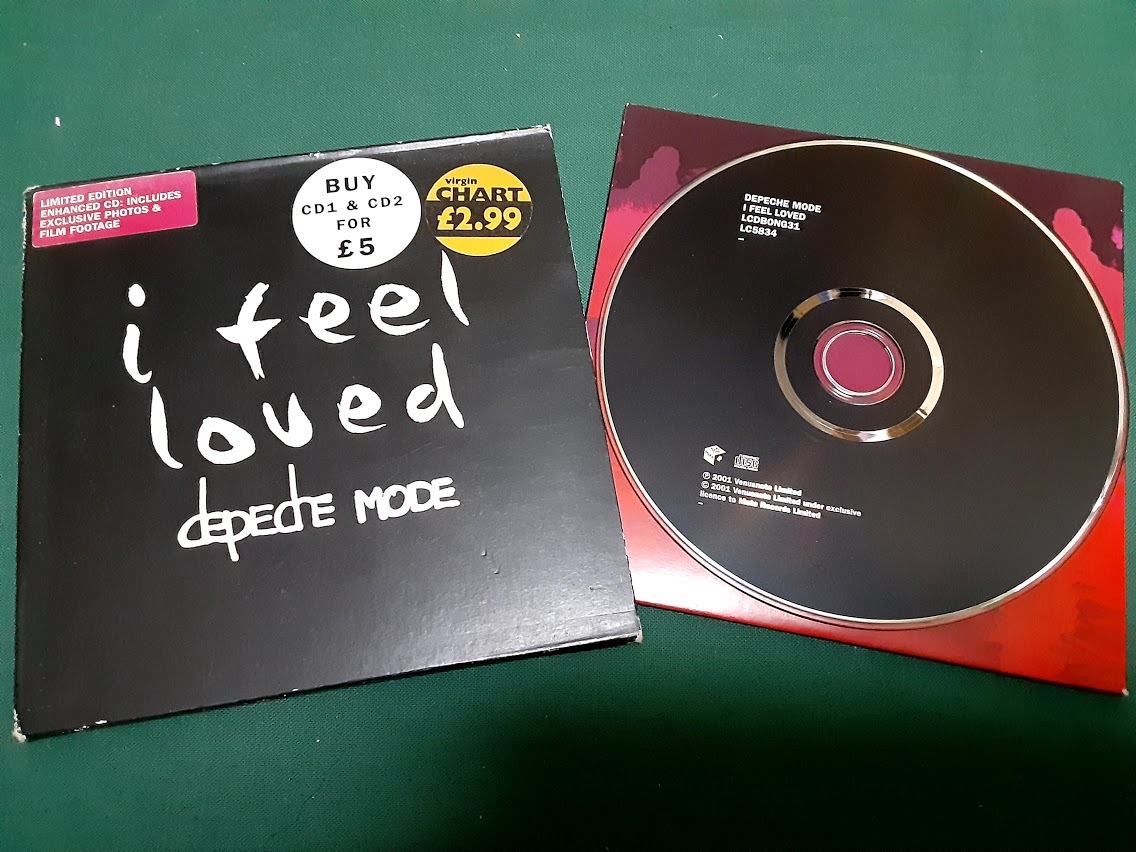 LIMITED EDITION
ENHANCED CD: INCLUDES
EXCLUSIVE PHOTOS &
FILM FOOTAGE
BUY
CD1 & CD2
FOR
£5
virgin
CHART
£2.99
i feel
loved
depeche MODE
DEPECHE MODE
I FEEL LOVED
LCDBONG31
LC5834
–
℗ 2001 Venusnote Limited
© 2001 Venusnote Limited under exclusive
licence to Mute Records Limited
–